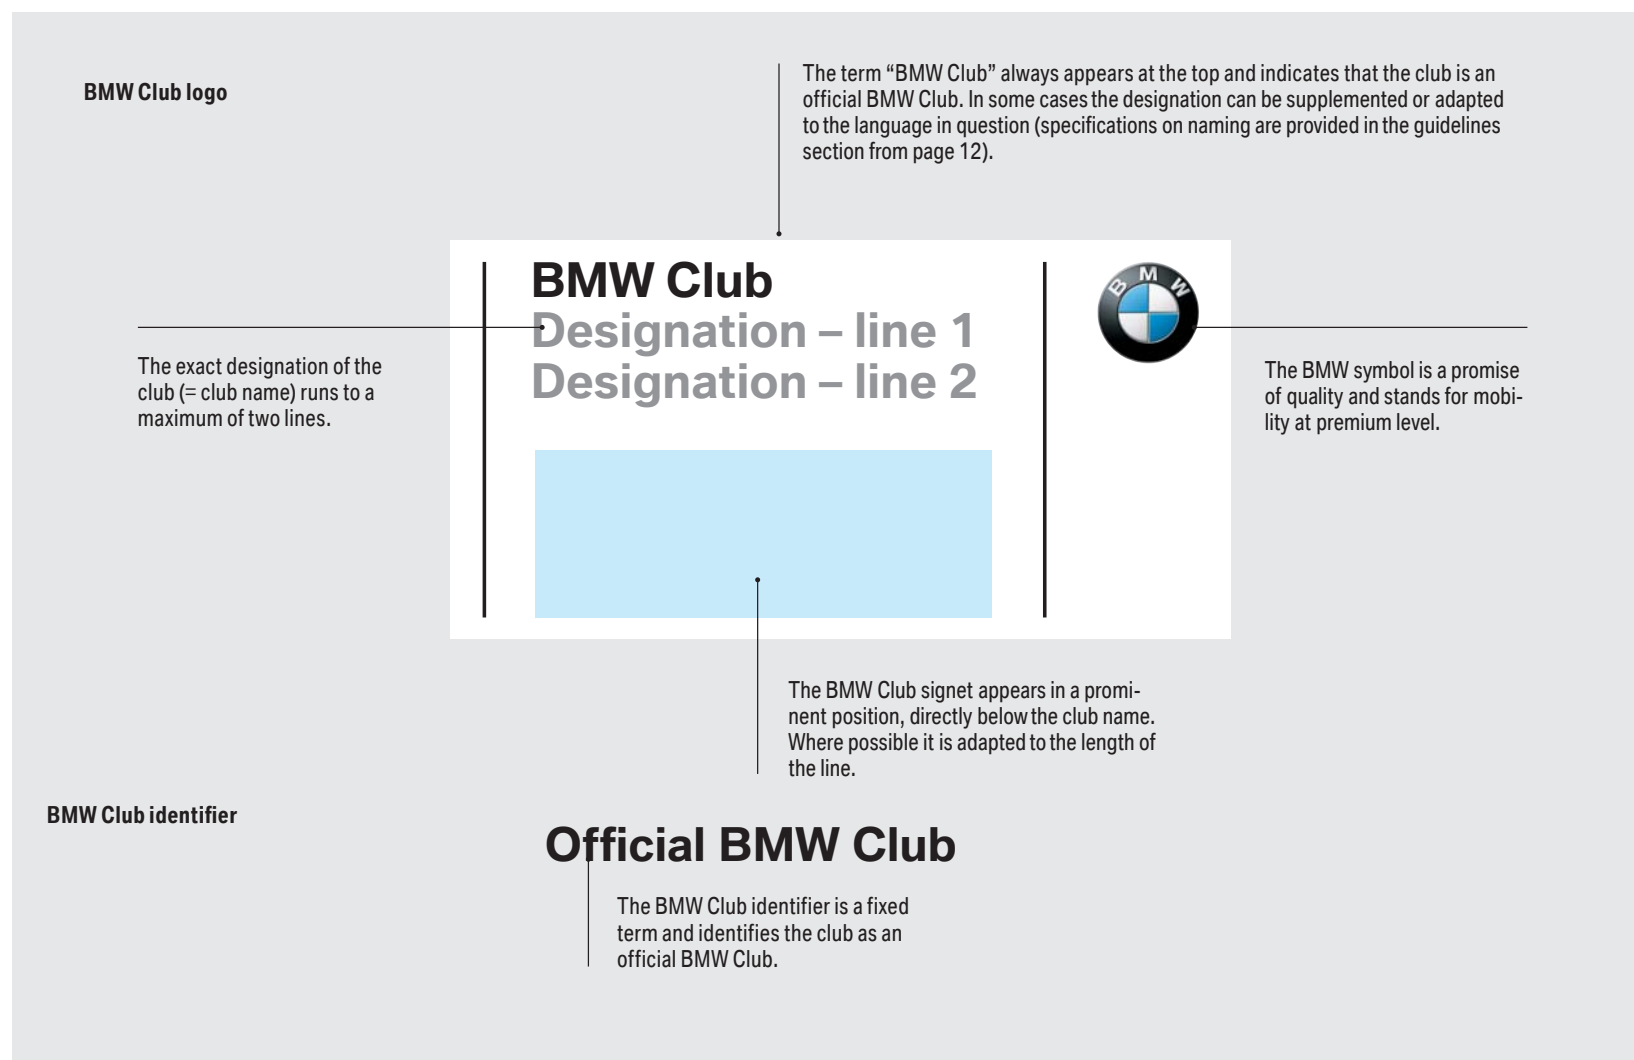 BMW Club logo
The term “BMW Club” always appears at the top and indicates that the club is an
official BMW Club. In some cases the designation can be supplemented or adapted
to the language in question (specifications on naming are provided in the guidelines
section from page 12).
BMW Club
Designation – line 1
Designation – line 2
BMW
The exact designation of the
club (= club name) runs to a
maximum of two lines.
The BMW symbol is a promise
of quality and stands for mobi-
lity at premium level.
The BMW Club signet appears in a promi-
nent position, directly below the club name.
Where possible it is adapted to the length of
the line.
BMW Club identifier
Official BMW Club
The BMW Club identifier is a fixed
term and identifies the club as an
official BMW Club.